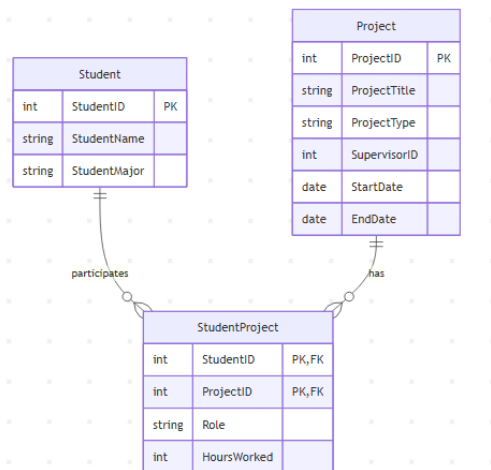 Project
int ProjectID PK
string ProjectTitle
string ProjectType
int SupervisorID
date StartDate
date EndDate
Student
int StudentID PK
string StudentName
string StudentMajor
participates
has
StudentProject
int StudentID PK,FK
int ProjectID PK,FK
string Role
int HoursWorked